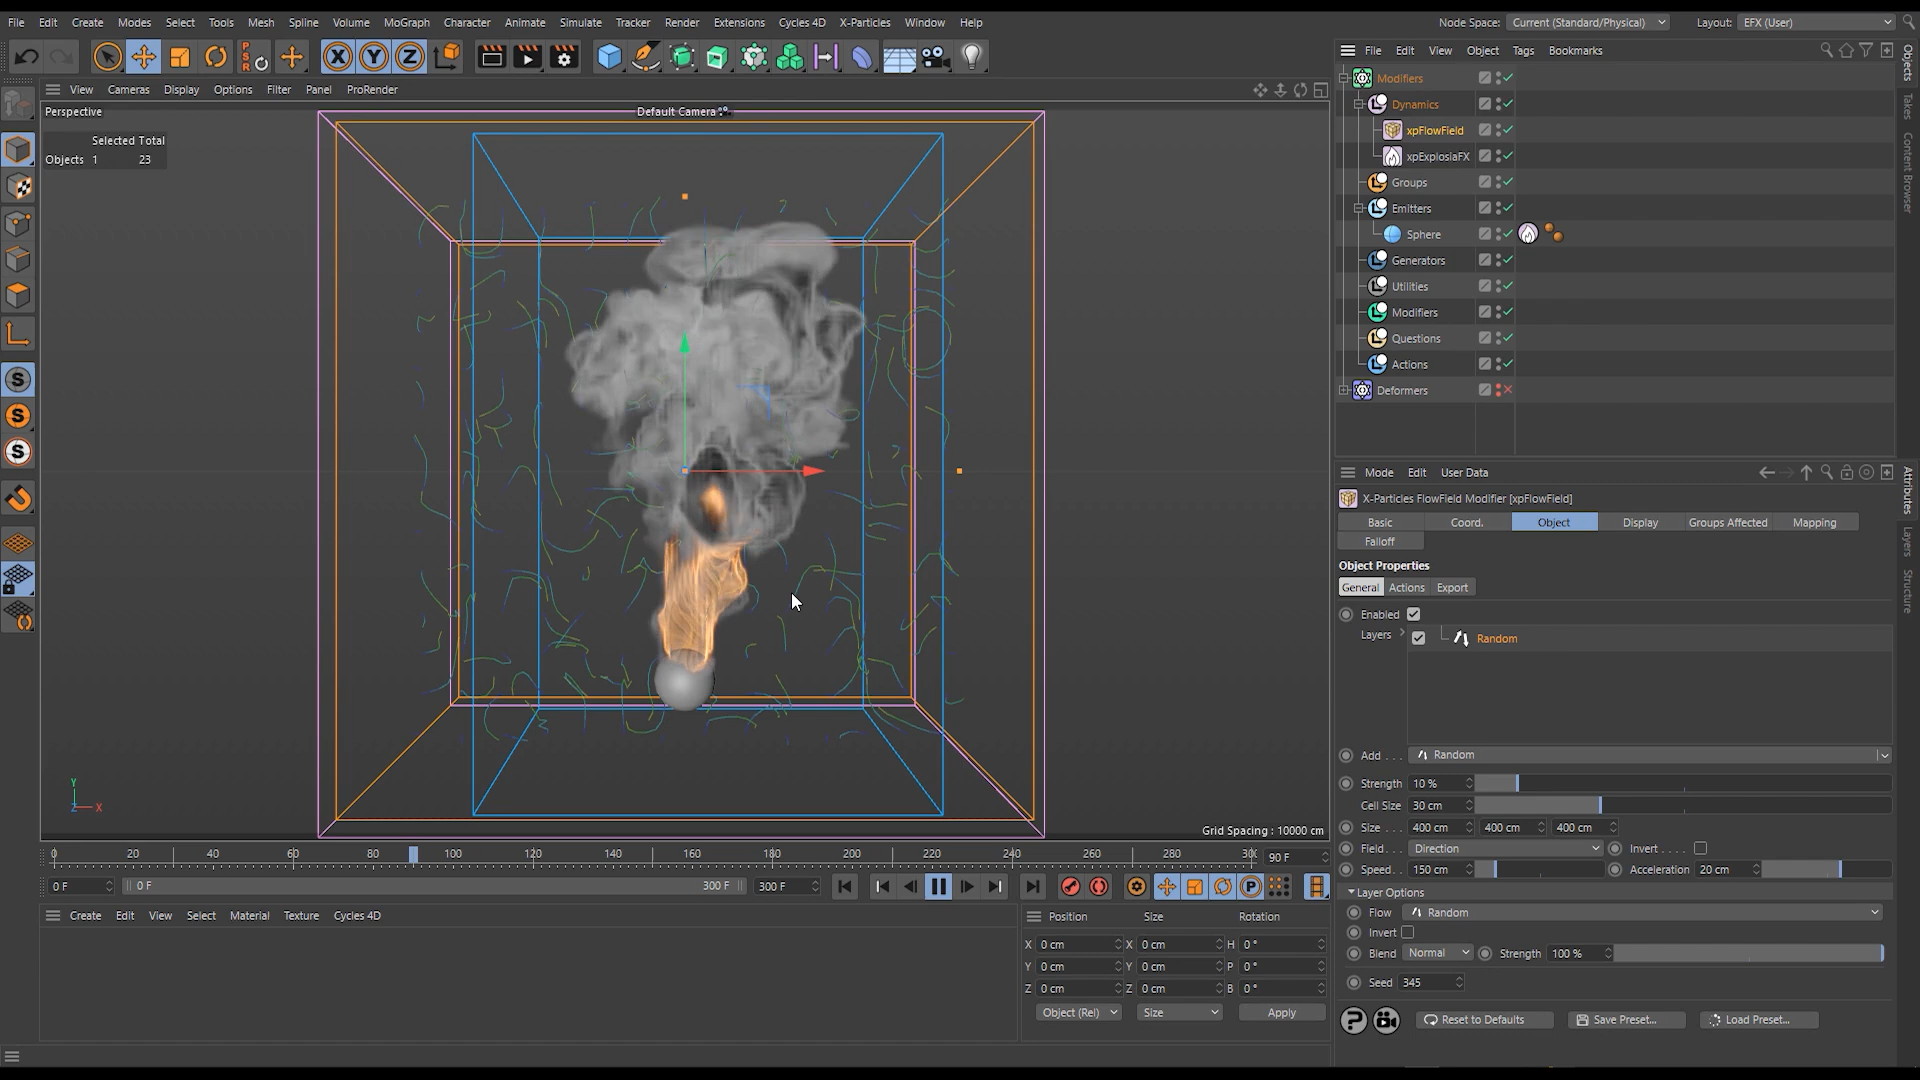 File Edit Create Modes Select Tools Mesh Spline Volume MoGraph Character Animate Simulate Tracker Render Extensions Cycles 4D X-Particles Window Help Node Space: Current (Standard/Physical) Layout: EFX (User)
PSR
X Y Z
File Edit View Object Tags Bookmarks
View Cameras Display Options Filter Panel ProRender
Perspective
Default Camera
Selected Total
Objects 1 23
Modifiers
Dynamics
xpFlowField
xpExplosiaFX
Groups
Emitters
Sphere
Generators
Utilities
Modifiers
Questions
Actions
Deformers
Objects
Takes
Content Browser
S
S
S
Y
Z X
Grid Spacing : 10000 cm
0 20 40 60 80 100 120 140 160 180 200 220 240 260 280 30 90 F
0 F 0 F 300 F 300 F
P
Create Edit View Select Material Texture Cycles 4D
Position Size Rotation
X 0 cm X 0 cm H 0 °
Y 0 cm Y 0 cm P 0 °
Z 0 cm Z 0 cm B 0 °
Object (Rel) Size Apply
Mode Edit User Data
X-Particles FlowField Modifier [xpFlowField]
Basic Coord. Object Display Groups Affected Mapping
Falloff
Object Properties
General Actions Export
Enabled
Layers Random
Add . . . Random
Strength 10 %
Cell Size 30 cm
Size . . . 400 cm 400 cm 400 cm
Field . . Direction Invert . . . .
Speed . . 150 cm Acceleration 20 cm
Layer Options
Flow Random
Invert
Blend Normal Strength 100 %
Seed 345
? Reset to Defaults Save Preset... Load Preset...
Attributes
Layers
Structure